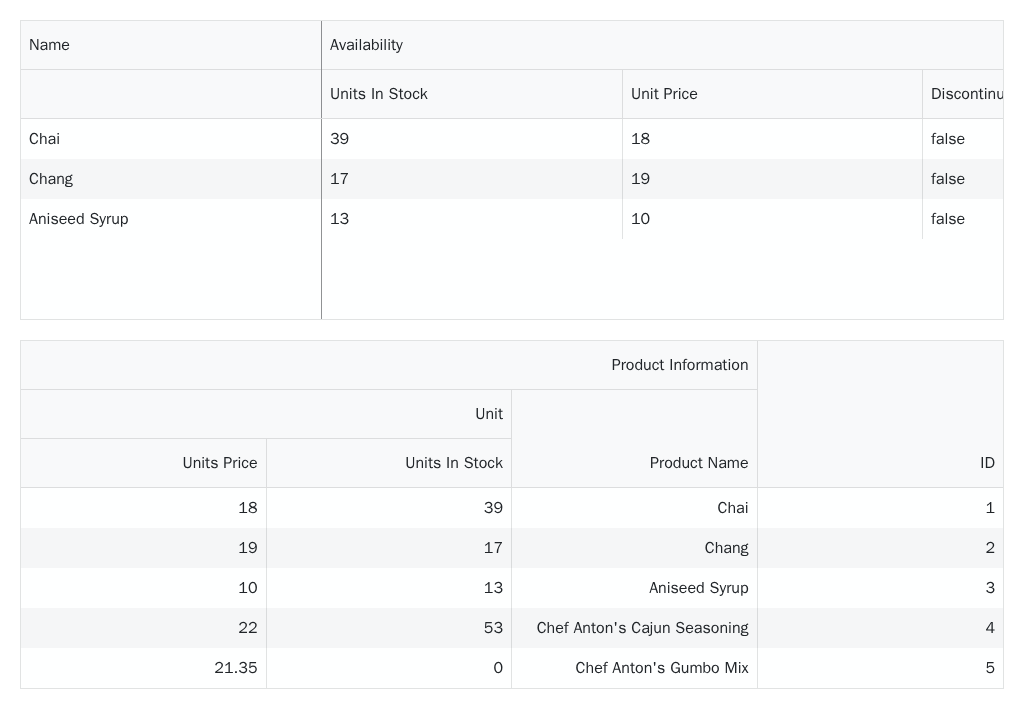 Name Availability
Units In Stock Unit Price Discontinu
Chai 39 18 false
Chang 17 19 false
Aniseed Syrup 13 10 false
Product Information
Unit
Units Price Units In Stock Product Name ID
18 39 Chai 1
19 17 Chang 2
10 13 Aniseed Syrup 3
22 53 Chef Anton's Cajun Seasoning 4
21.35 0 Chef Anton's Gumbo Mix 5